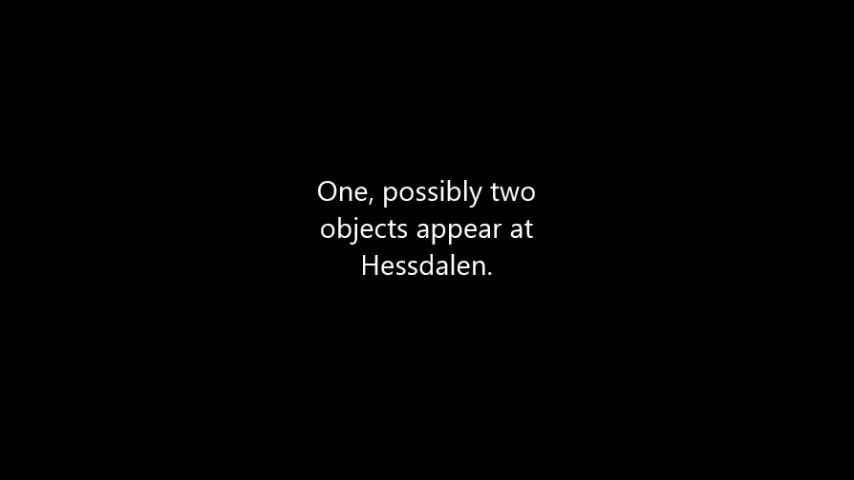 One, possibly two
objects appear at
Hessdalen.